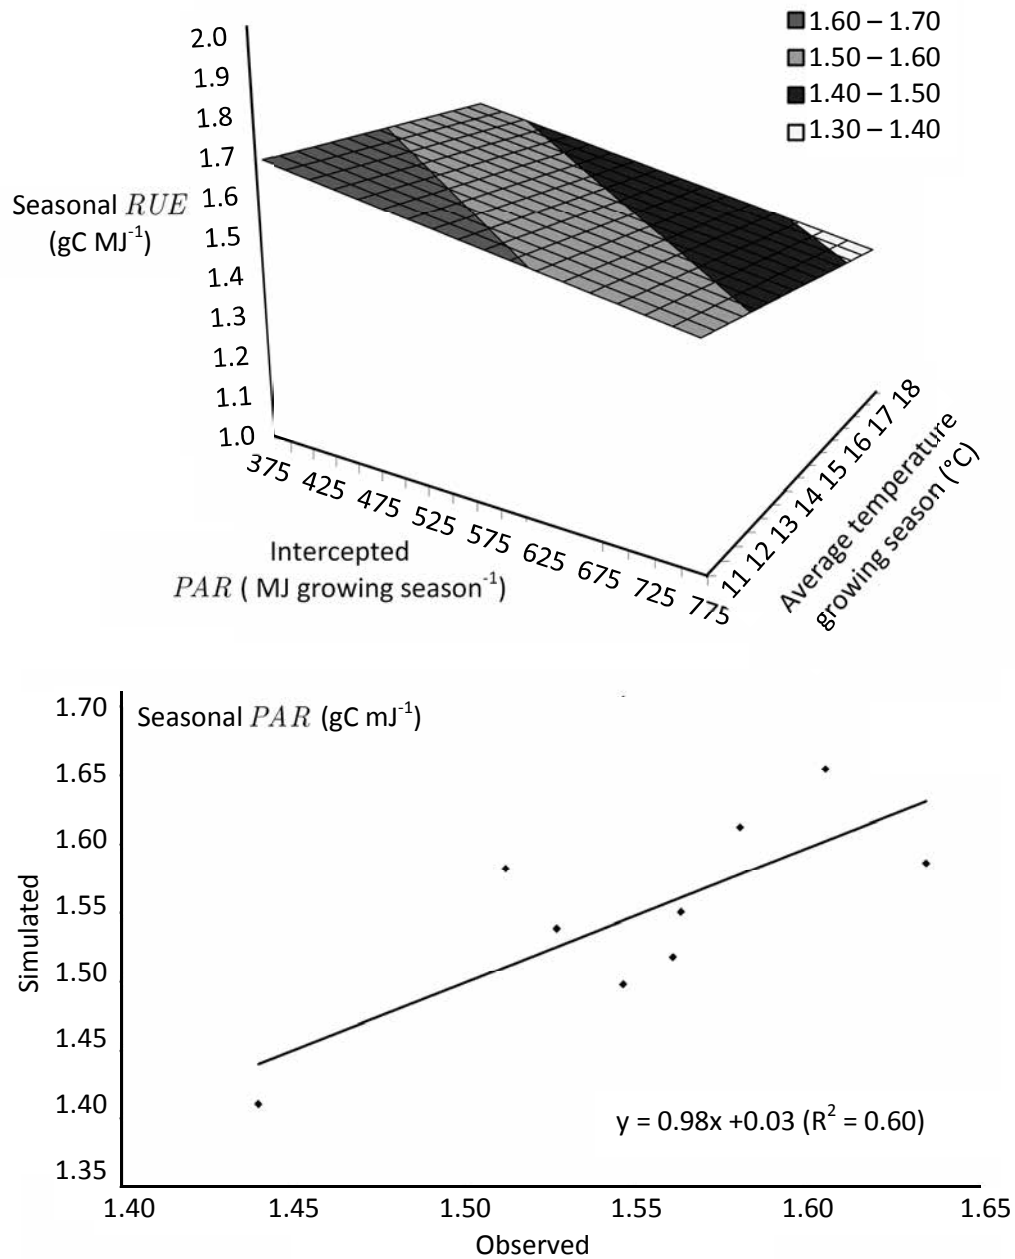 2.0
1.9
1.8
1.7
1.6
1.5
1.4
1.3
1.2
1.1
1.0
Seasonal RUE
(gC MJ⁻¹)
1.60 – 1.70
1.50 – 1.60
1.40 – 1.50
1.30 – 1.40
375 425 475 525 575 625 675 725 775
Intercepted
PAR ( MJ growing season⁻¹)
11 12 13 14 15 16 17 18
Average temperature
growing season (°C)
Seasonal PAR (gC mJ⁻¹)
1.70
1.65
1.60
1.55
1.50
1.45
1.40
1.35
Simulated
y = 0.98x +0.03 (R² = 0.60)
1.40 1.45 1.50 1.55 1.60 1.65
Observed